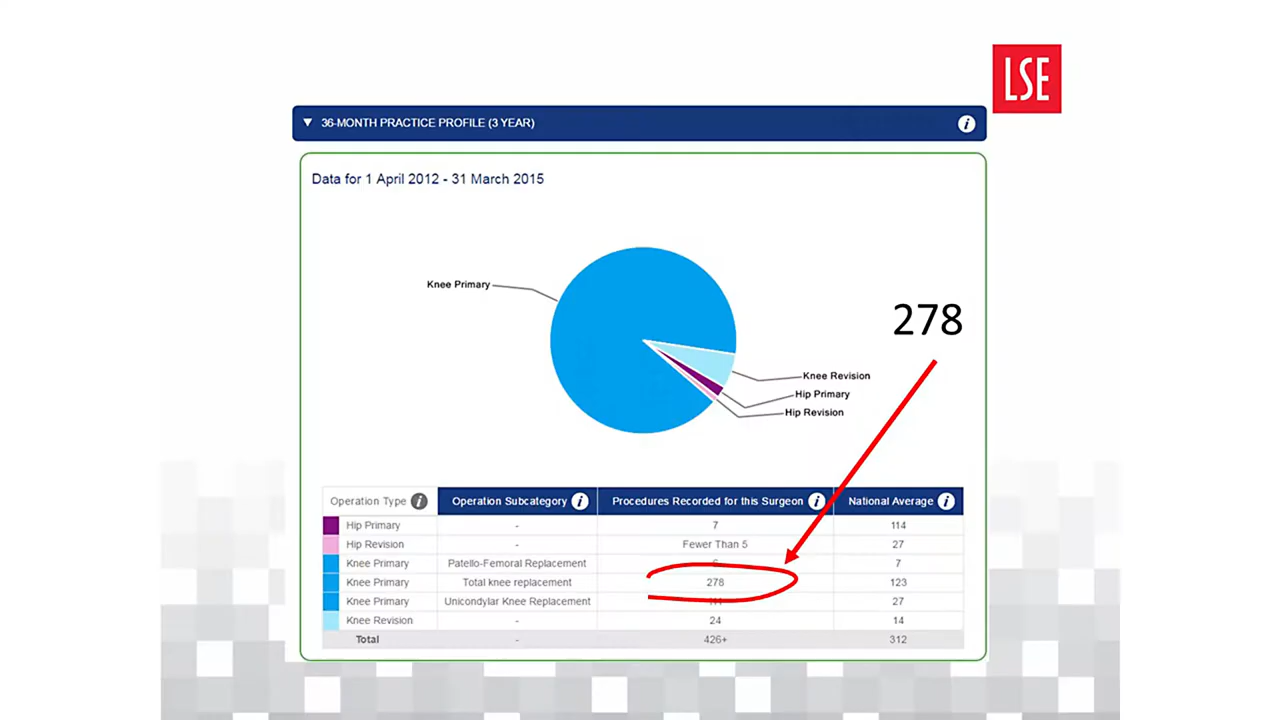 LSE
36-MONTH PRACTICE PROFILE (3 YEAR)
Data for 1 April 2012 - 31 March 2015
Knee Primary
278
Knee Revision
Hip Primary
Hip Revision
Operation Type Operation Subcategory Procedures Recorded for this Surgeon National Average
Hip Primary - 7 114
Hip Revision - Fewer Than 5 27
Knee Primary Patello-Femoral Replacement 7
Knee Primary Total knee replacement 278 123
Knee Primary Unicondylar Knee Replacement 27
Knee Revision - 24 14
Total - 426+ 312